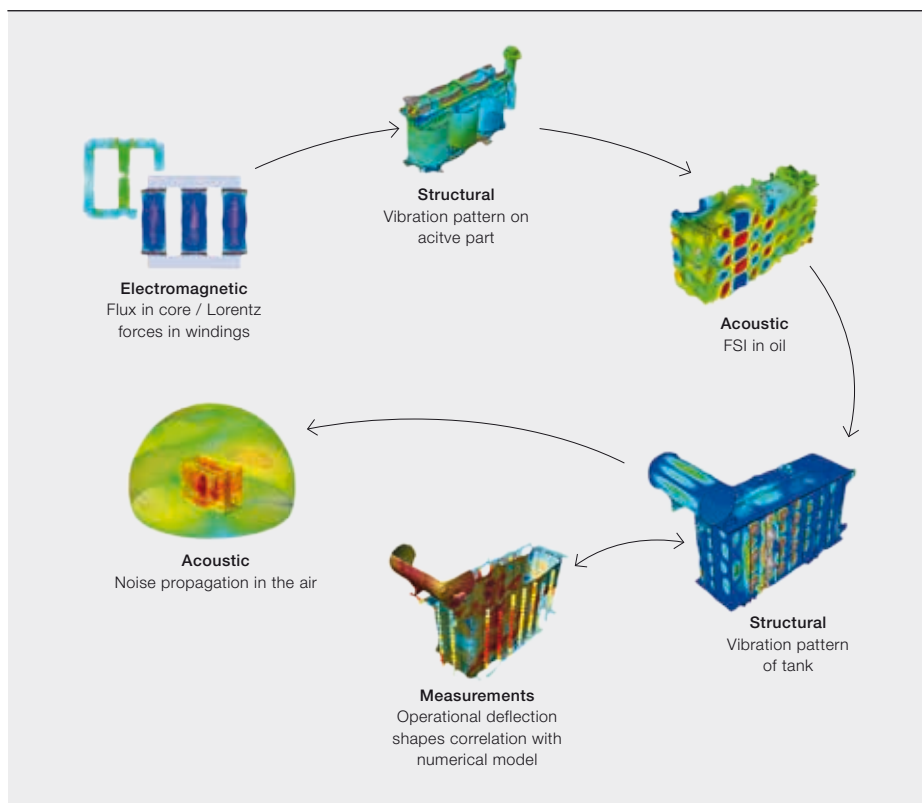 Electromagnetic
Flux in core / Lorentz
forces in windings
Structural
Vibration pattern on
acitve part
Acoustic
FSI in oil
Structural
Vibration pattern
of tank
Measurements
Operational deflection
shapes correlation with
numerical model
Acoustic
Noise propagation in the air